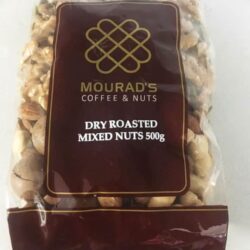 MOURAD'S
COFFEE & NUTS
DRY ROASTED
MIXED NUTS 500g